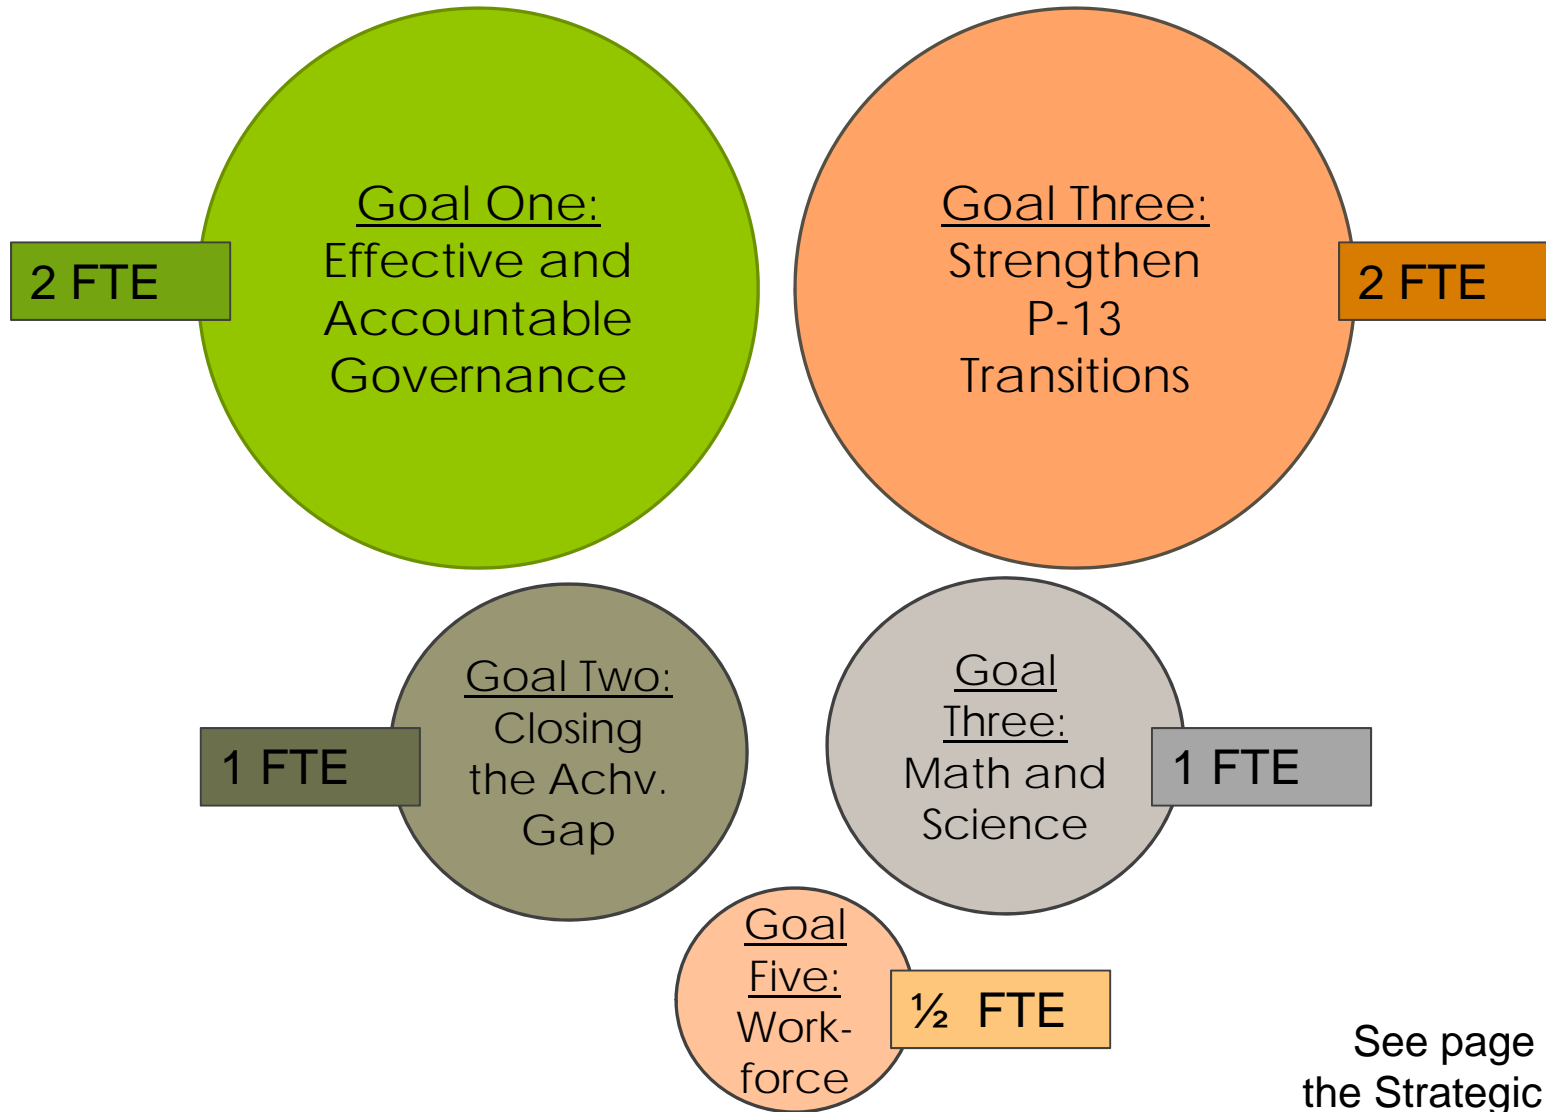 Goal One:
Effective and
Accountable
Governance
2 FTE
Goal Three:
Strengthen
P-13
Transitions
2 FTE
Goal Two:
Closing
the Achv.
Gap
1 FTE
Goal
Three:
Math and
Science
1 FTE
Goal
Five:
Work-
force
½ FTE
See page
the Strategic